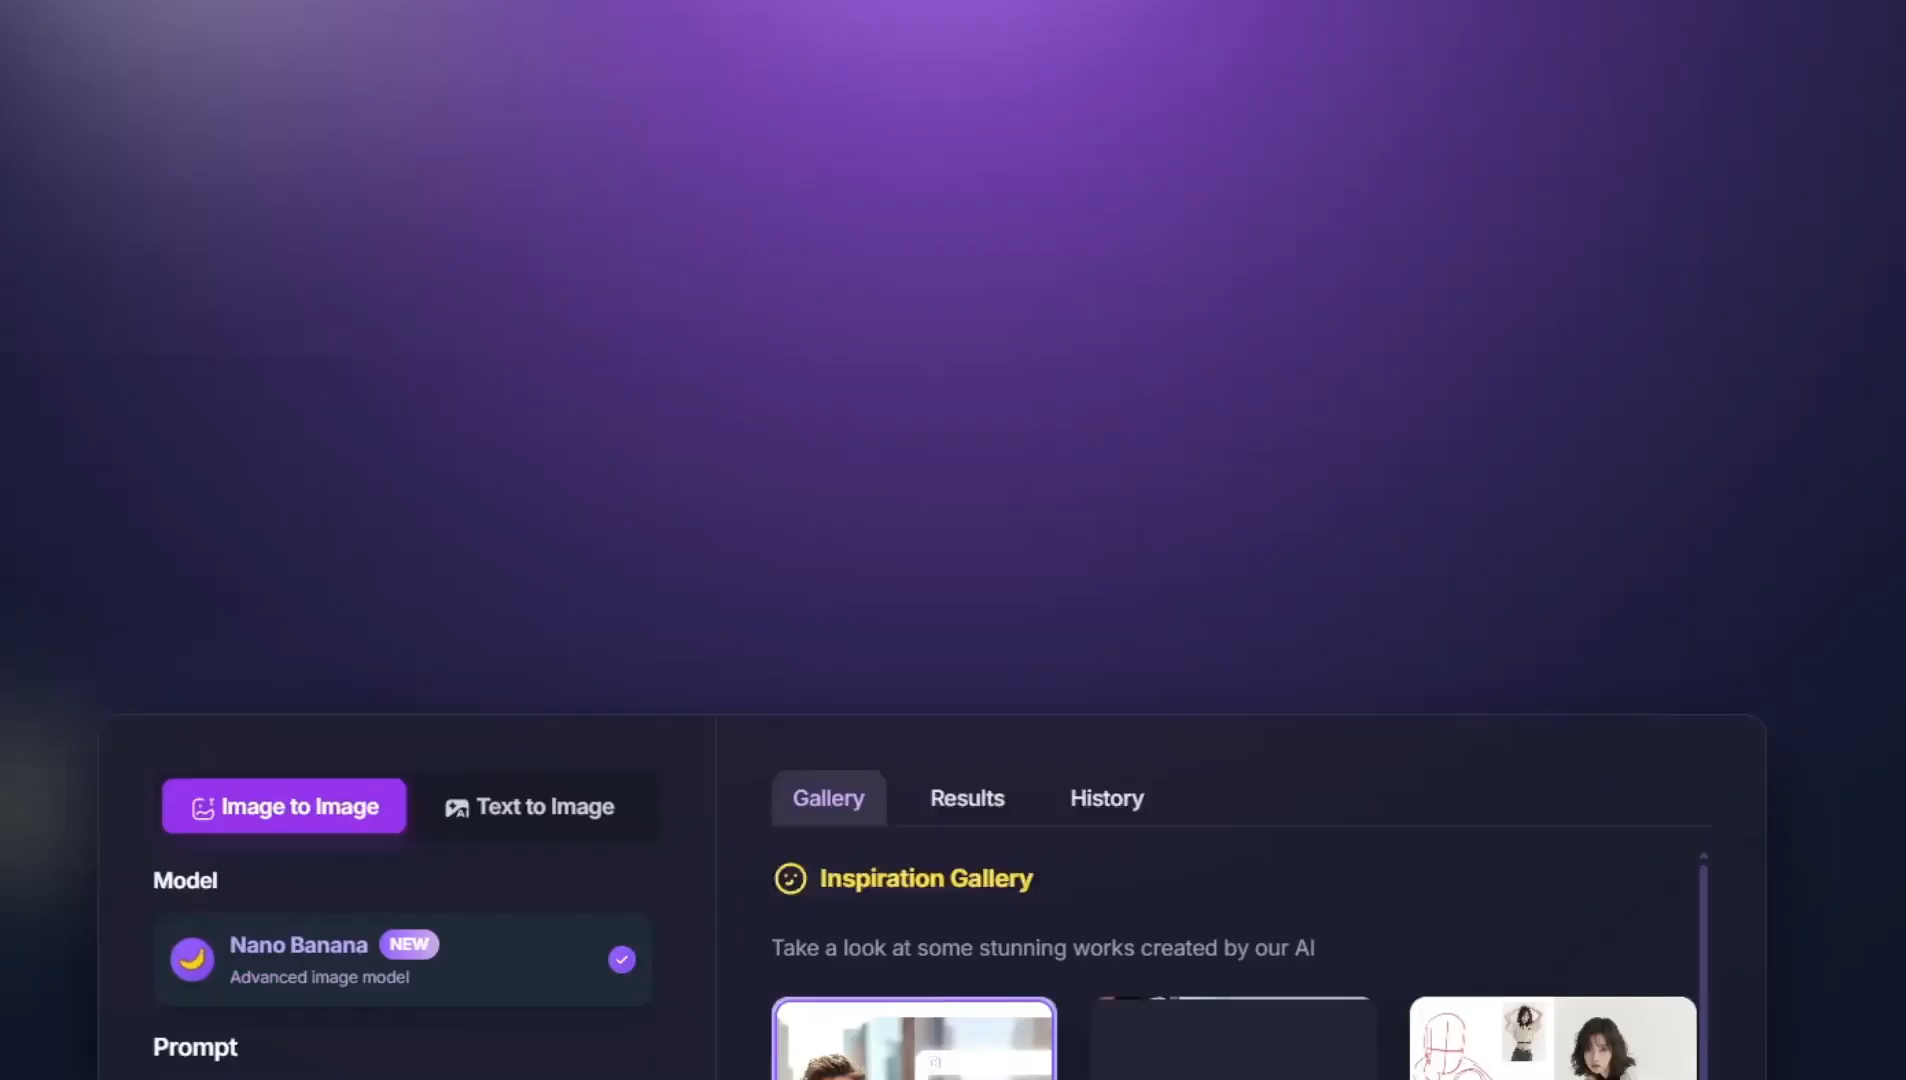 Image to Image
Text to Image
Model
Nano Banana NEW
Advanced image model
Prompt
Gallery
Results
History
Inspiration Gallery
Take a look at some stunning works created by our AI